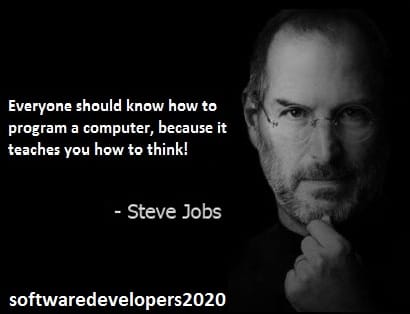 Everyone should know how to
program a computer, because it
teaches you how to think!
- Steve Jobs
softwaredevelopers2020